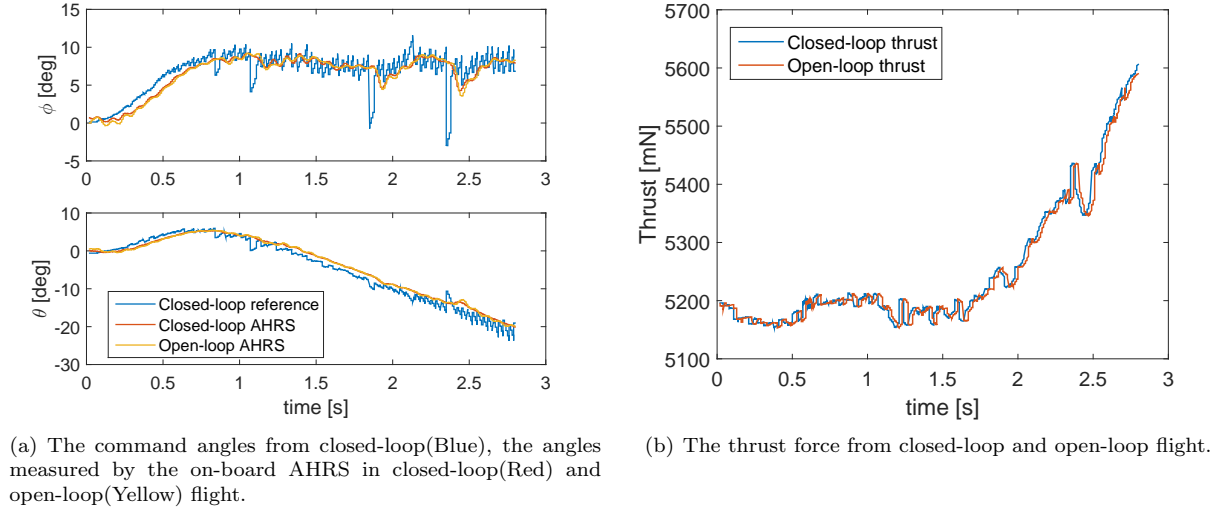 15
10
5
0
-5
ϕ [deg]
0 0.5 1 1.5 2 2.5 3
10
0
-10
-20
-30
θ [deg]
Closed-loop reference
Closed-loop AHRS
Open-loop AHRS
0 0.5 1 1.5 2 2.5 3
time [s]
(a) The command angles from closed-loop(Blue), the angles
measured by the on-board AHRS in closed-loop(Red) and
open-loop(Yellow) flight.
5700
5600
5500
5400
5300
5200
5100
Thrust [mN]
Closed-loop thrust
Open-loop thrust
0 0.5 1 1.5 2 2.5 3
time [s]
(b) The thrust force from closed-loop and open-loop flight.